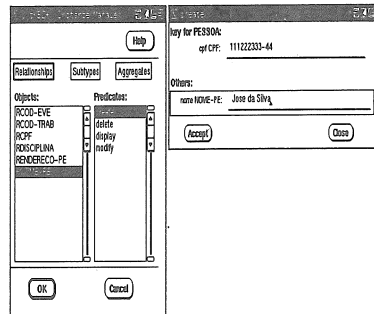 Help
Relationships Subtypes Aggregates
Objects:
RCOD-EVE
RCOD-TRAB
RCPF
RDISCIPLINA
RENDERECO-PE
Predicates:
delete
display
modify
OK Cancel
create
key for PESSOA:
cpf CPF: 111222333-44
Others:
nome NOME-PE: Jose da Silva
Accept Close